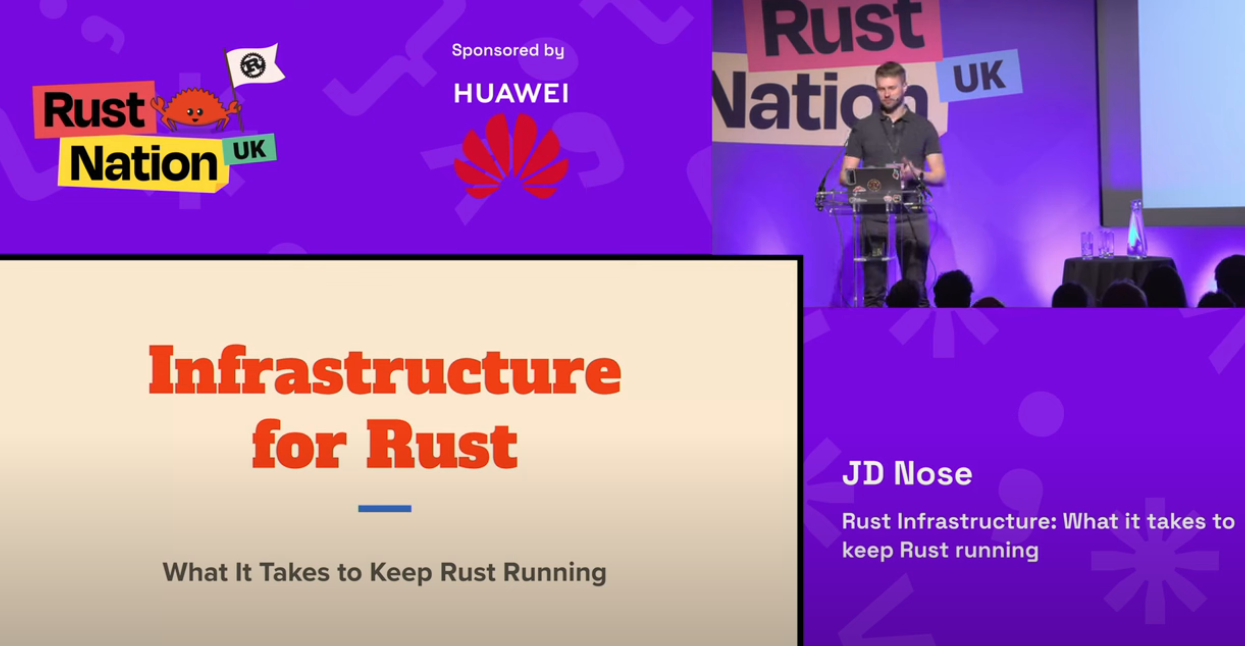 Rust
Nation
UK
Sponsored by
HUAWEI
Rust
Nation
UK
Infrastructure
for Rust
What It Takes to Keep Rust Running
JD Nose
Rust Infrastructure: What it takes to
keep Rust running